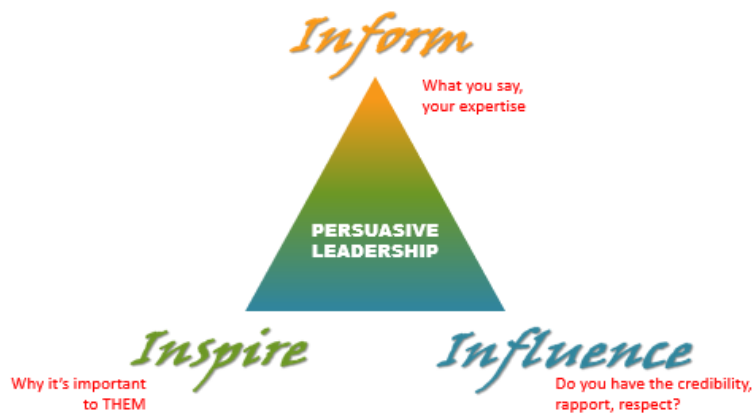 Inform
What you say,
your expertise
PERSUASIVE
LEADERSHIP
Inspire
Why it's important
to THEM
Influence
Do you have the credibility,
rapport, respect?